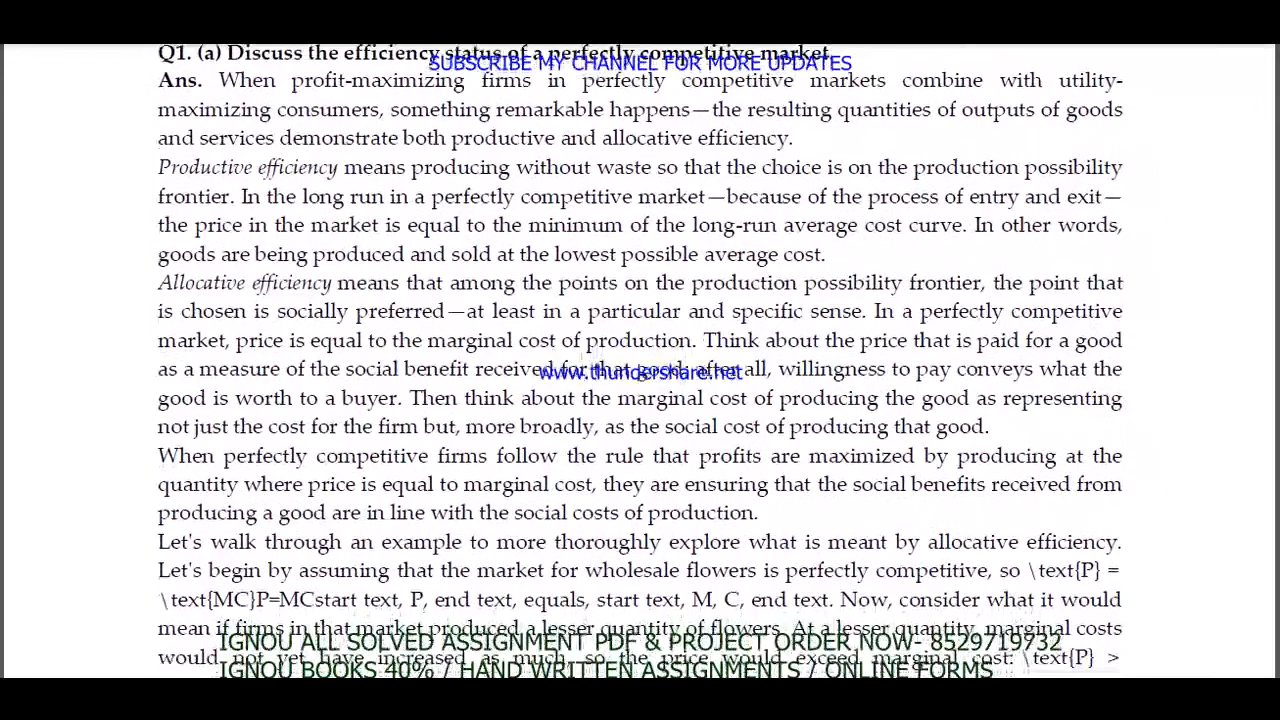 Q1. (a) Discuss the efficiency status of a perfectly competitive market.
SUBSCRIBE MY CHANNEL FOR MORE UPDATES
Ans. When profit-maximizing firms in perfectly competitive markets combine with utility-
maximizing consumers, something remarkable happens—the resulting quantities of outputs of goods
and services demonstrate both productive and allocative efficiency.
Productive efficiency means producing without waste so that the choice is on the production possibility
frontier. In the long run in a perfectly competitive market—because of the process of entry and exit—
the price in the market is equal to the minimum of the long-run average cost curve. In other words,
goods are being produced and sold at the lowest possible average cost.
Allocative efficiency means that among the points on the production possibility frontier, the point that
is chosen is socially preferred—at least in a particular and specific sense. In a perfectly competitive
market, price is equal to the marginal cost of production. Think about the price that is paid for a good
as a measure of the social benefit received for that good; after all, willingness to pay conveys what the
www.thundershare.net
good is worth to a buyer. Then think about the marginal cost of producing the good as representing
not just the cost for the firm but, more broadly, as the social cost of producing that good.
When perfectly competitive firms follow the rule that profits are maximized by producing at the
quantity where price is equal to marginal cost, they are ensuring that the social benefits received from
producing a good are in line with the social costs of production.
Let's walk through an example to more thoroughly explore what is meant by allocative efficiency.
Let's begin by assuming that the market for wholesale flowers is perfectly competitive, so \text{P} =
\text{MC}P=MCstart text, P, end text, equals, start text, M, C, end text. Now, consider what it would
mean if firms in that market produced a lesser quantity of flowers. At a lesser quantity, marginal costs
IGNOU ALL SOLVED ASSIGNMENT PDF & PROJECT ORDER NOW- 8529719732
would not yet have increased as much, so the price would exceed marginal cost: \text{P} >
IGNOU BOOKS 40% / HAND WRITTEN ASSIGNMENTS / ONLINE FORMS